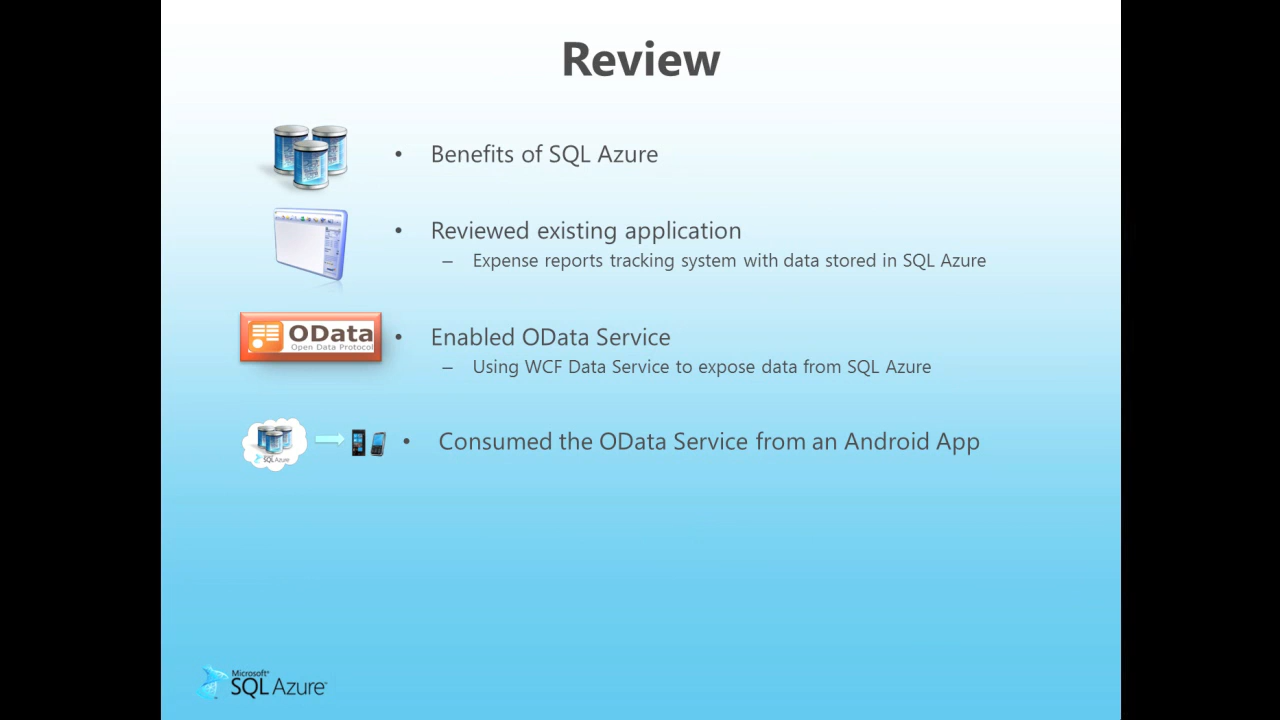 Review
• Benefits of SQL Azure
• Reviewed existing application
– Expense reports tracking system with data stored in SQL Azure
OData
Open Data Protocol
• Enabled OData Service
– Using WCF Data Service to expose data from SQL Azure
SQL Azure
• Consumed the OData Service from an Android App
Microsoft®
SQL Azure™